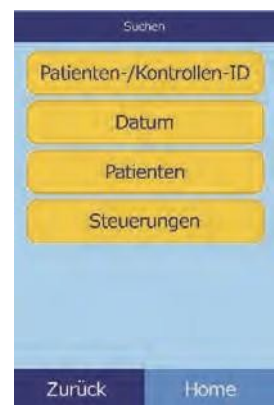 Suchen
Patienten-/Kontrollen-ID
Datum
Patienten
Steuerungen
Zurück Home